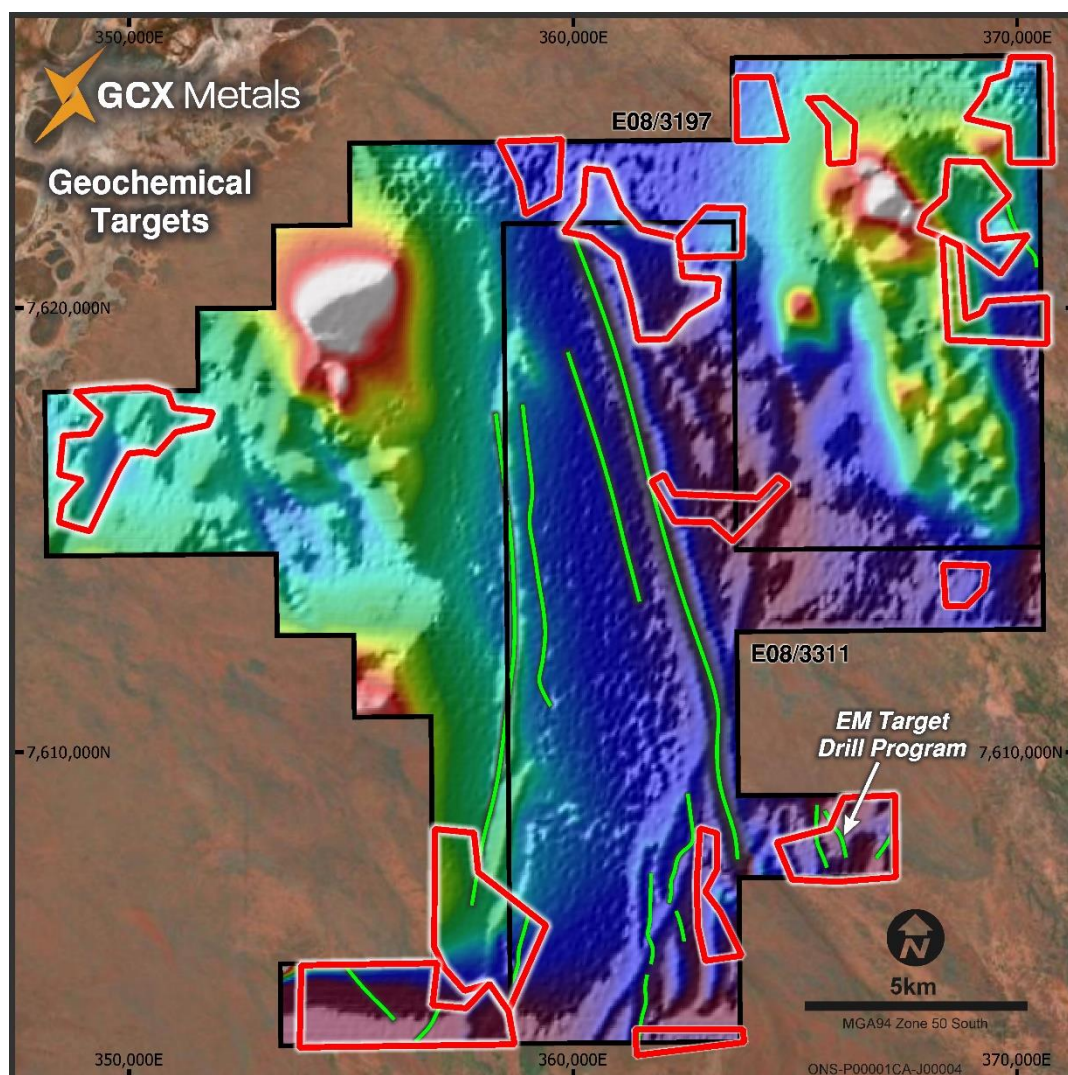 350,000E
360,000E
370,000E
GCX Metals
Geochemical
Targets
E08/3197
7,620,000N
E08/3311
EM Target
Drill Program
7,610,000N
7,610,000N
N
5km
MGA94 Zone 50 South
350,000E
360,000E
370,000E
ONS-P00001CA-J00004